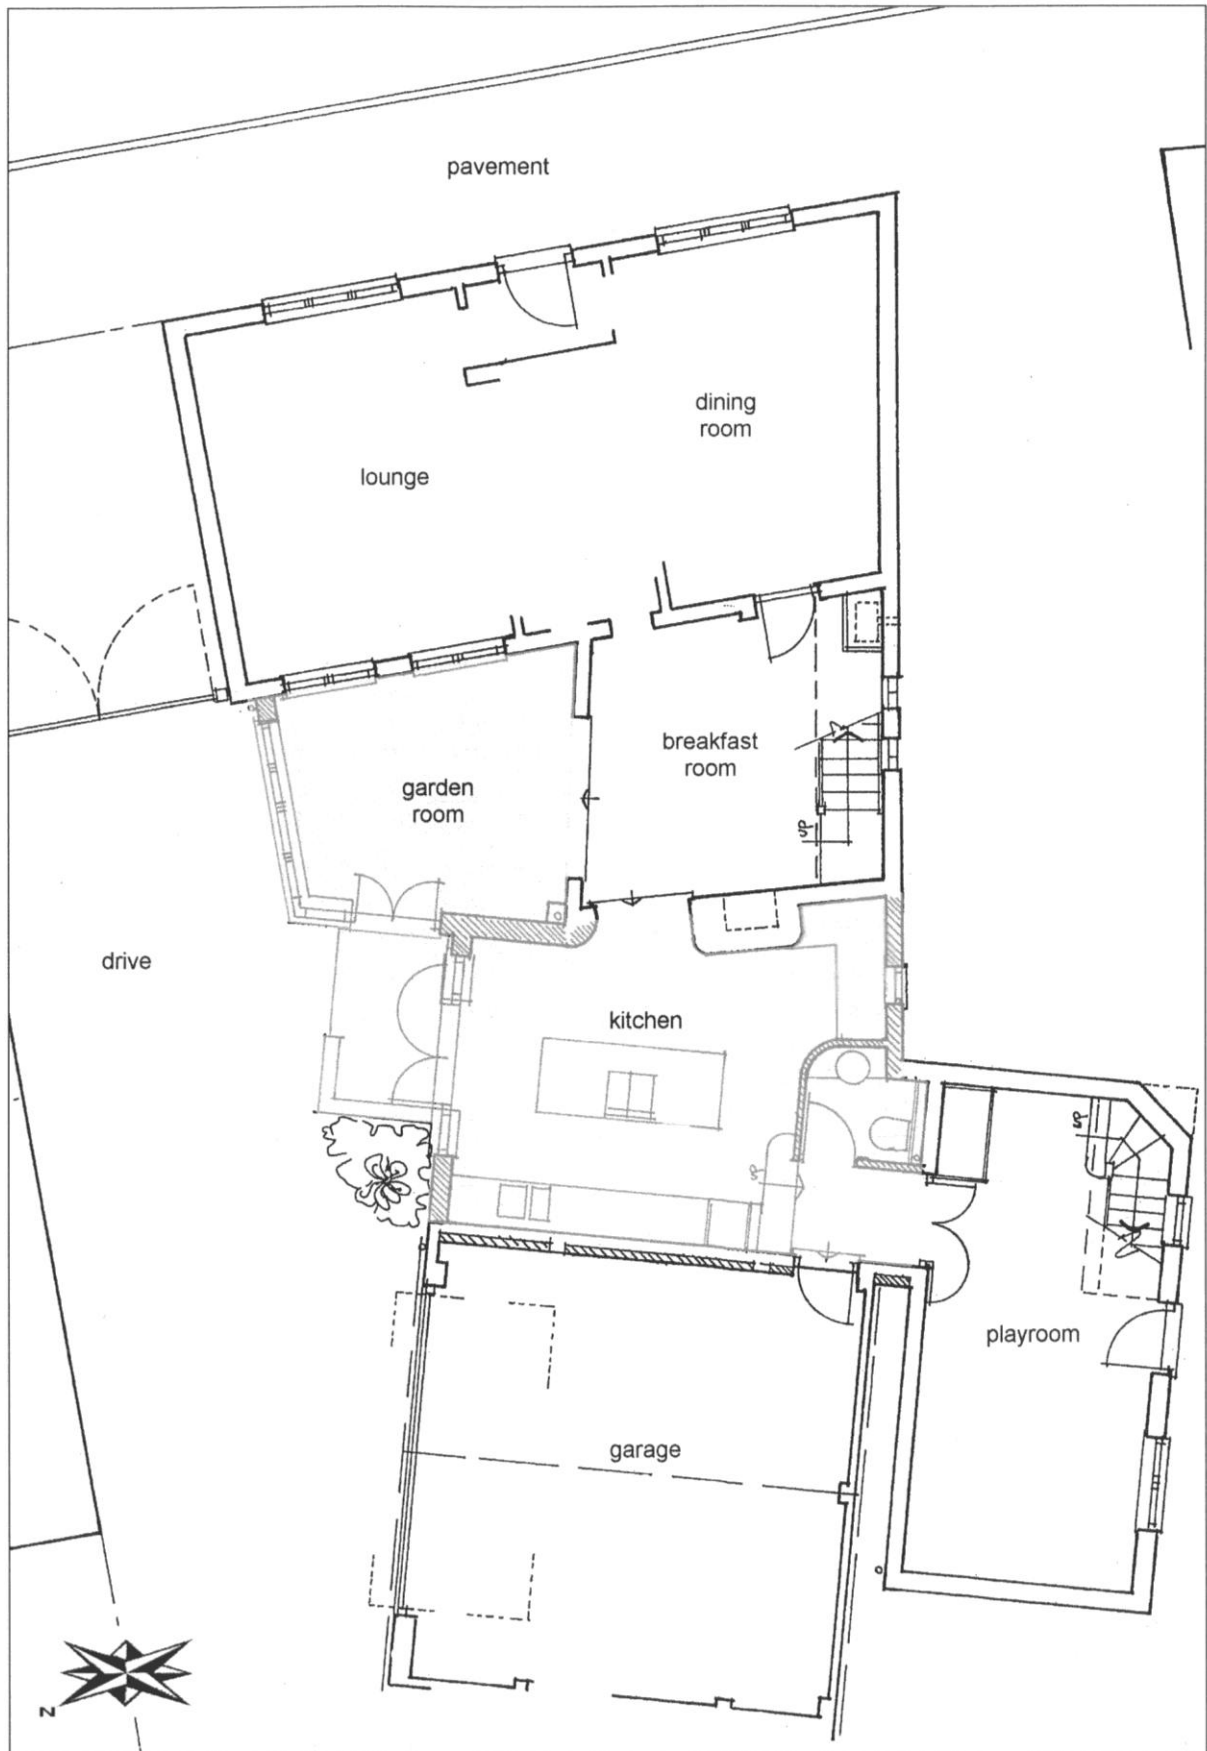 pavement
dining
room
lounge
breakfast
room
garden
room
up
drive
kitchen
up
up
playroom
garage
N